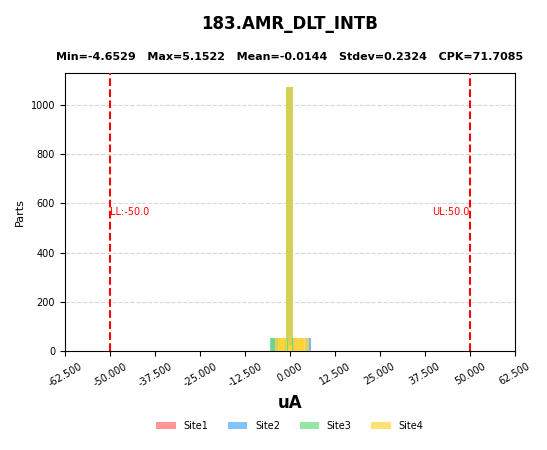 183.AMR_DLT_INTB
Min=-4.6529 Max=5.1522 Mean=-0.0144 Stdev=0.2324 CPK=71.7085
Parts
1000
800
600
400
200
0
LL:-50.0
UL:50.0
-62.500 -50.000 -37.500 -25.000 -12.500 0.000 12.500 25.000 37.500 50.000 62.500
uA
Site1 Site2 Site3 Site4